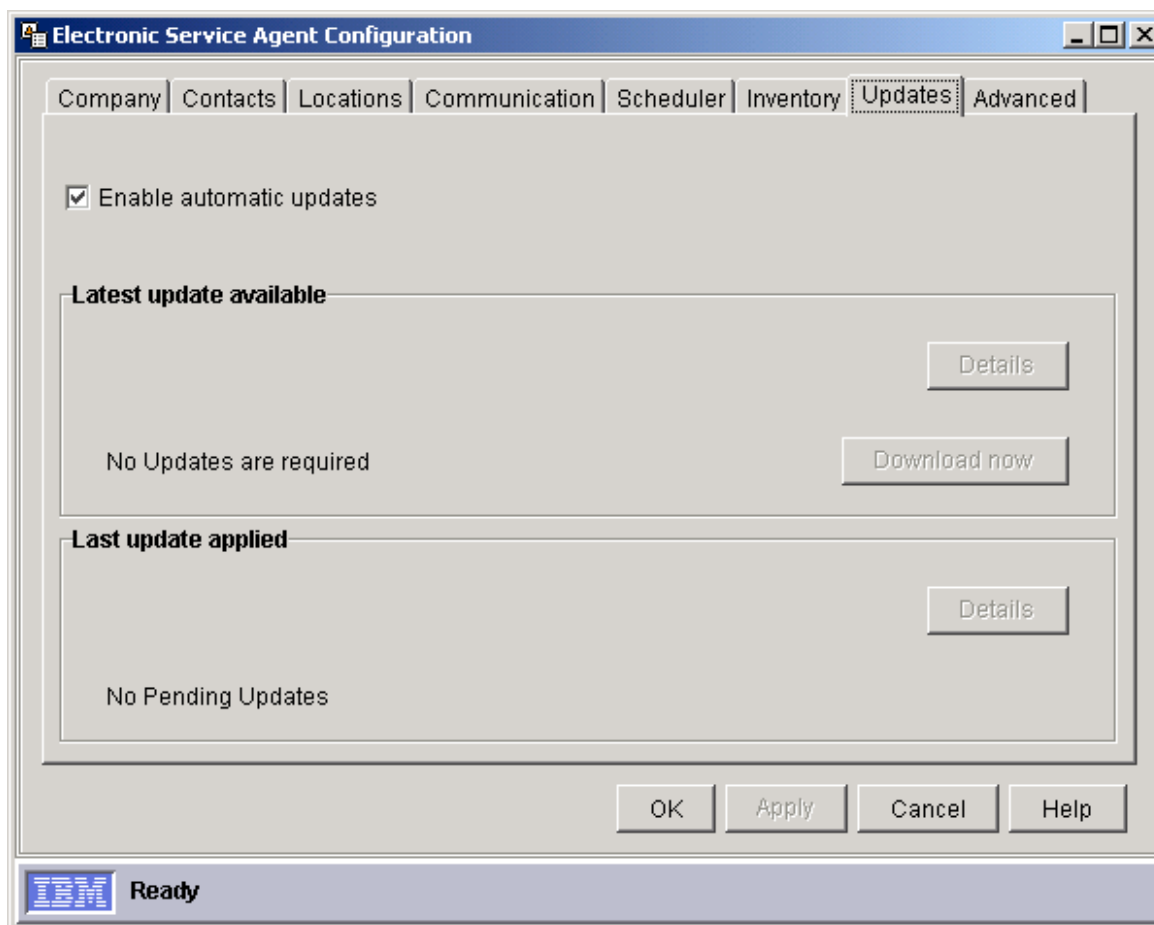 Electronic Service Agent Configuration
Company Contacts Locations Communication Scheduler Inventory Updates Advanced
Enable automatic updates
Latest update available
Details
No Updates are required Download now
Last update applied
Details
No Pending Updates
OK Apply Cancel Help
IBM Ready